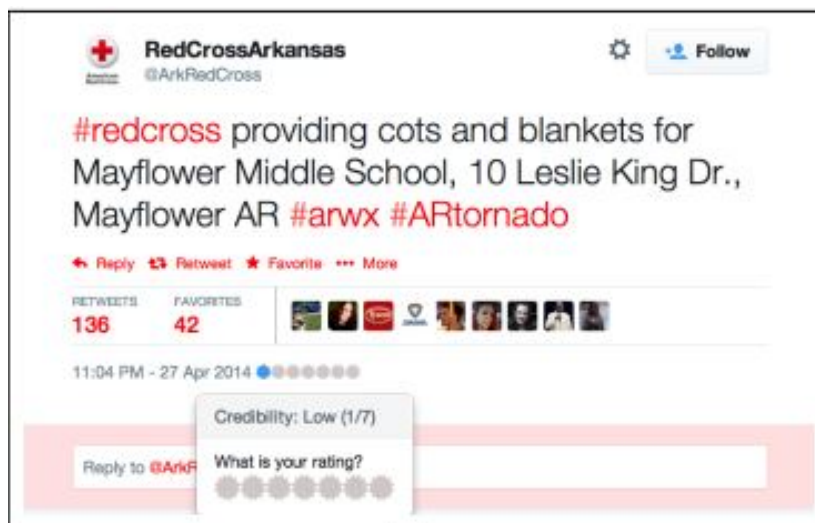 RedCrossArkansas
@ArkRedCross
Follow
#redcross providing cots and blankets for
Mayflower Middle School, 10 Leslie King Dr.,
Mayflower AR #arwx #ARtornado
Reply Retweet Favorite More
RETWEETS FAVORITES
136 42
11:04 PM - 27 Apr 2014
Credibility: Low (1/7)
Reply to @ArkR
What is your rating?